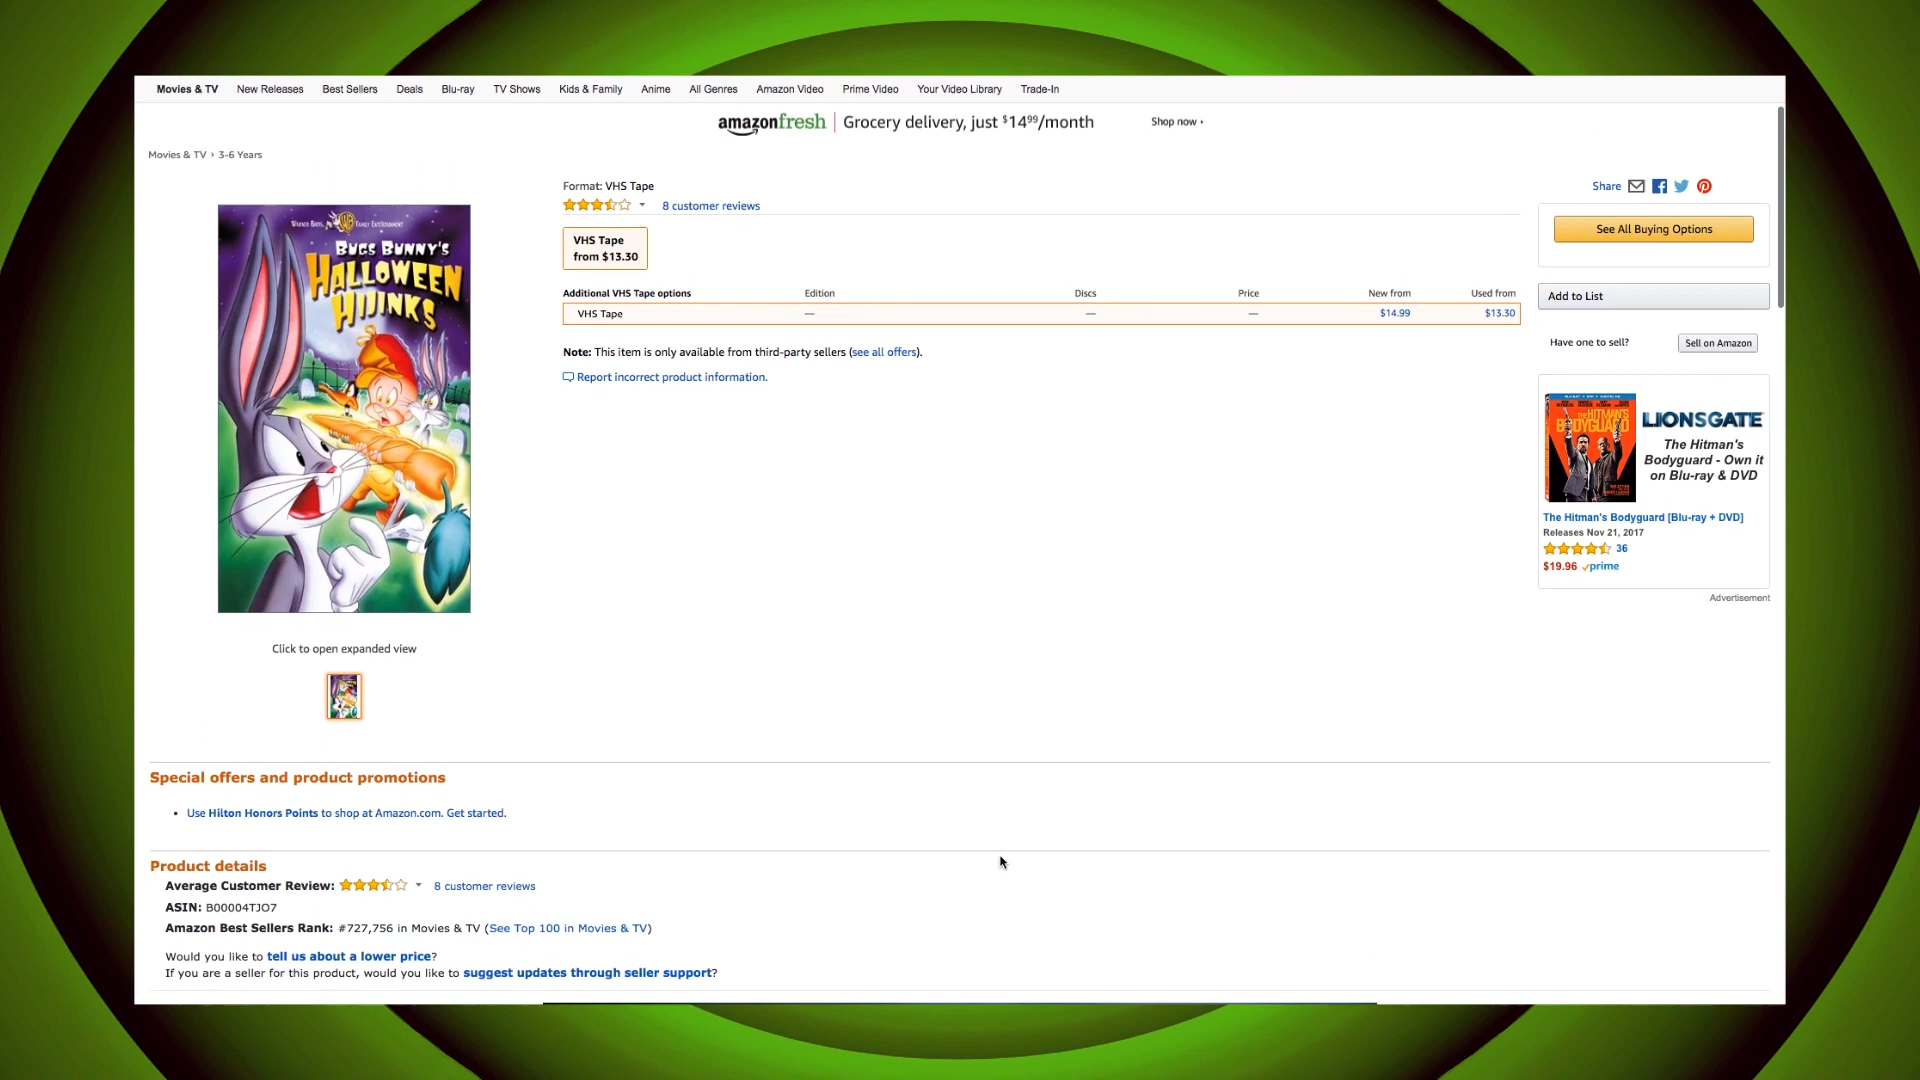 Movies & TV New Releases Best Sellers Deals Blu-ray TV Shows Kids & Family Anime All Genres Amazon Video Prime Video Your Video Library Trade-In
amazonfresh Grocery delivery, just $14⁹⁹/month Shop now ›
Movies & TV › 3-6 Years
WARNER BROS. WB FAMILY ENTERTAINMENT
BUGS BUNNY'S
HALLOWEEN
HIJINKS
Click to open expanded view
Format: VHS Tape
8 customer reviews
VHS Tape
from $13.30
Additional VHS Tape options Edition Discs Price New from Used from
VHS Tape — — — $14.99 $13.30
Note: This item is only available from third-party sellers (see all offers).
Report incorrect product information.
Share
See All Buying Options
Add to List
Have one to sell? Sell on Amazon
THE HITMAN'S
BODYGUARD
LIONSGATE
The Hitman's
Bodyguard - Own it
on Blu-ray & DVD
The Hitman's Bodyguard [Blu-ray + DVD]
Releases Nov 21, 2017
36
$19.96 prime
Advertisement
Special offers and product promotions
• Use Hilton Honors Points to shop at Amazon.com. Get started.
Product details
Average Customer Review: 8 customer reviews
ASIN: B00004TJO7
Amazon Best Sellers Rank: #727,756 in Movies & TV (See Top 100 in Movies & TV)
Would you like to tell us about a lower price?
If you are a seller for this product, would you like to suggest updates through seller support?